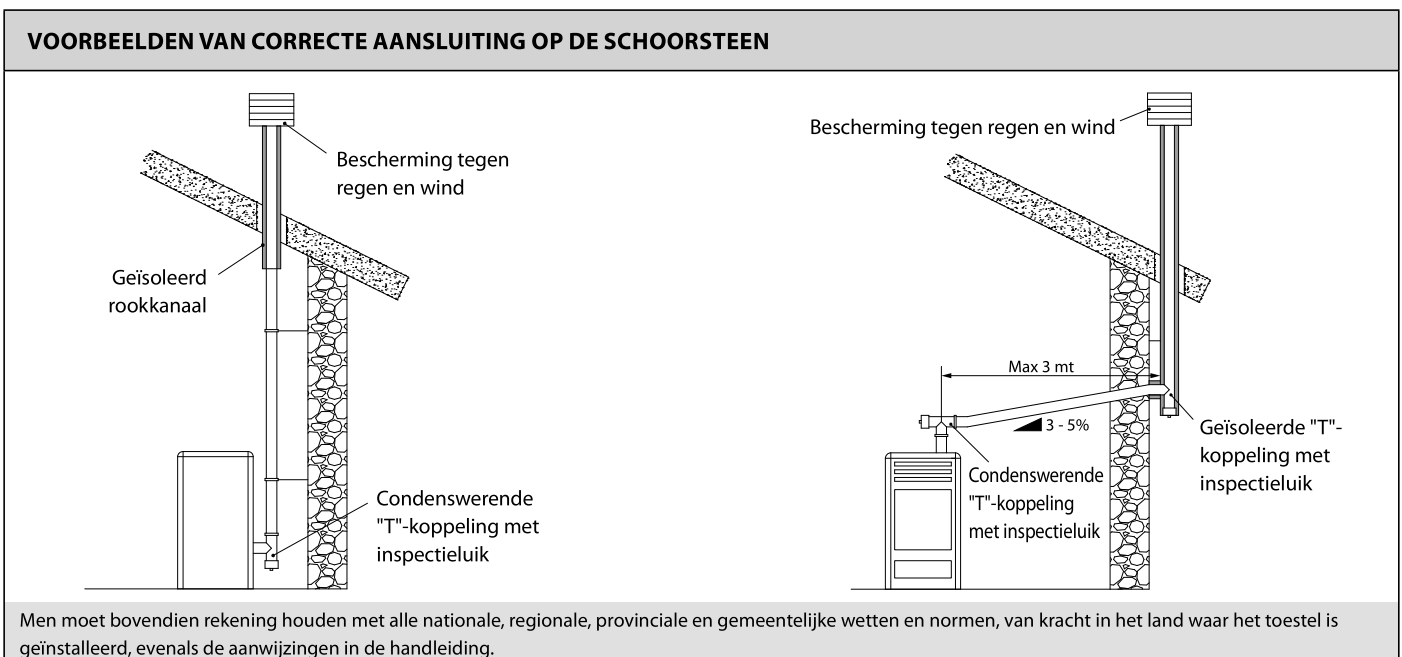 VOORBEELDEN VAN CORRECTE AANSLUITING OP DE SCHOORSTEEN
Bescherming tegen
regen en wind
Geïsoleerd
rookkanaal
Condenswerende
"T"-koppeling met
inspectieluik
Bescherming tegen regen en wind
Max 3 mt
3 - 5%
Condenswerende
"T"-koppeling
met inspectieluik
Geïsoleerde "T"-
koppeling met
inspectieluik
Men moet bovendien rekening houden met alle nationale, regionale, provinciale en gemeentelijke wetten en normen, van kracht in het land waar het toestel is
geïnstalleerd, evenals de aanwijzingen in de handleiding.